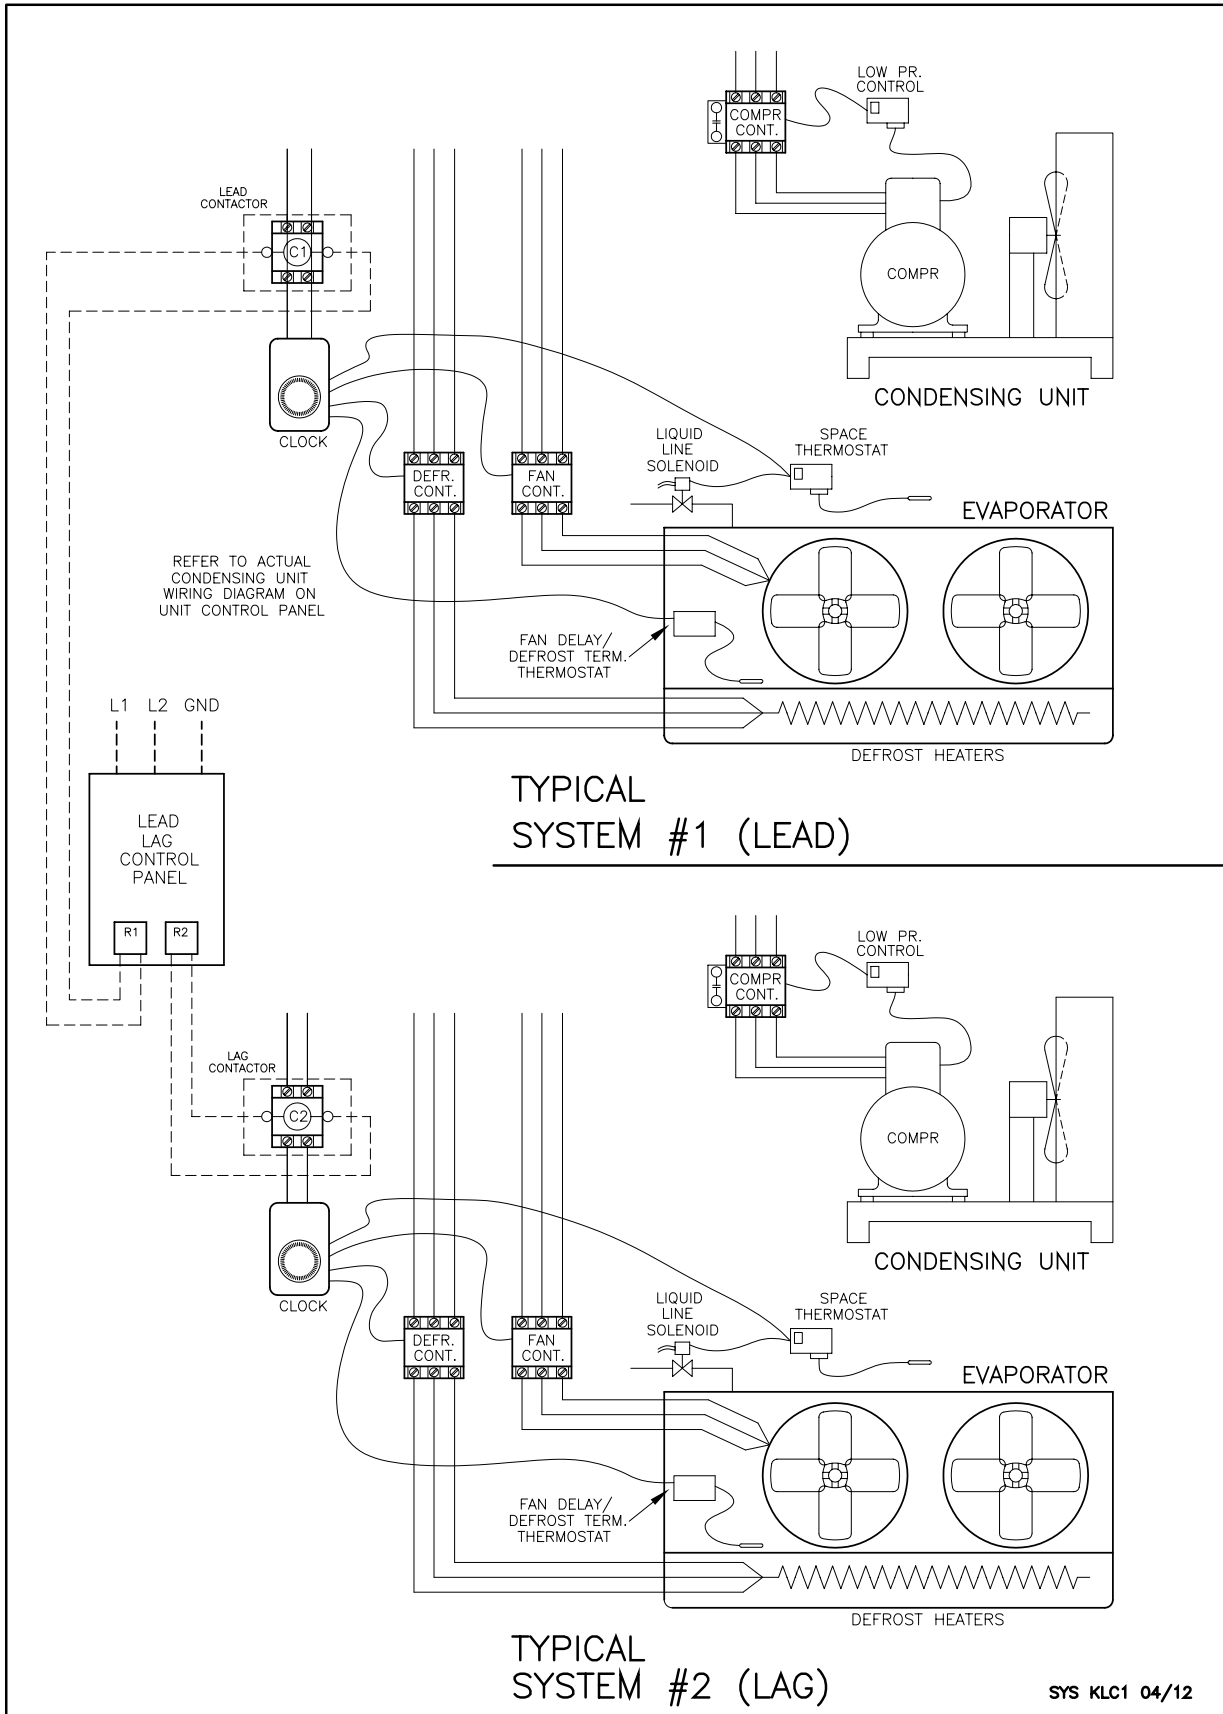 LOW PR.
CONTROL
COMPR
CONT.
LEAD
CONTACTOR
C1
COMPR
CONDENSING UNIT
CLOCK
LIQUID
LINE
SOLENOID
SPACE
THERMOSTAT
DEFR.
CONT.
FAN
CONT.
EVAPORATOR
REFER TO ACTUAL
CONDENSING UNIT
WIRING DIAGRAM ON
UNIT CONTROL PANEL
FAN DELAY/
DEFROST TERM.
THERMOSTAT
L1 L2 GND
DEFROST HEATERS
TYPICAL
SYSTEM #1 (LEAD)
LEAD
LAG
CONTROL
PANEL
R1 R2
LOW PR.
CONTROL
COMPR
CONT.
LAG
CONTACTOR
C2
COMPR
CONDENSING UNIT
CLOCK
LIQUID
LINE
SOLENOID
SPACE
THERMOSTAT
DEFR.
CONT.
FAN
CONT.
EVAPORATOR
FAN DELAY/
DEFROST TERM.
THERMOSTAT
DEFROST HEATERS
TYPICAL
SYSTEM #2 (LAG)
SYS KLC1 04/12